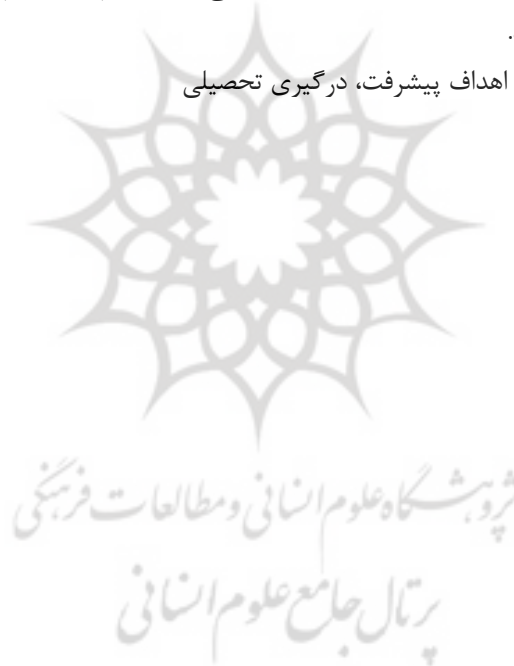 .
اهداف پیشرفت، درگیری تحصیلی
پژوهشگاه علوم انسانی و مطالعات فرهنگی
پرتال جامع علوم انسانی